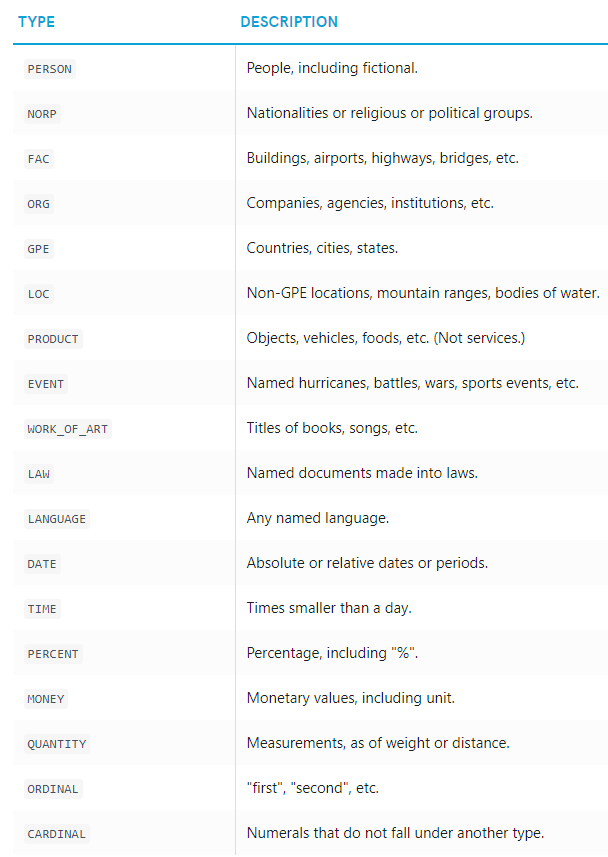 TYPE DESCRIPTION
PERSON People, including fictional.
NORP Nationalities or religious or political groups.
FAC Buildings, airports, highways, bridges, etc.
ORG Companies, agencies, institutions, etc.
GPE Countries, cities, states.
LOC Non-GPE locations, mountain ranges, bodies of water.
PRODUCT Objects, vehicles, foods, etc. (Not services.)
EVENT Named hurricanes, battles, wars, sports events, etc.
WORK_OF_ART Titles of books, songs, etc.
LAW Named documents made into laws.
LANGUAGE Any named language.
DATE Absolute or relative dates or periods.
TIME Times smaller than a day.
PERCENT Percentage, including "%".
MONEY Monetary values, including unit.
QUANTITY Measurements, as of weight or distance.
ORDINAL "first", "second", etc.
CARDINAL Numerals that do not fall under another type.